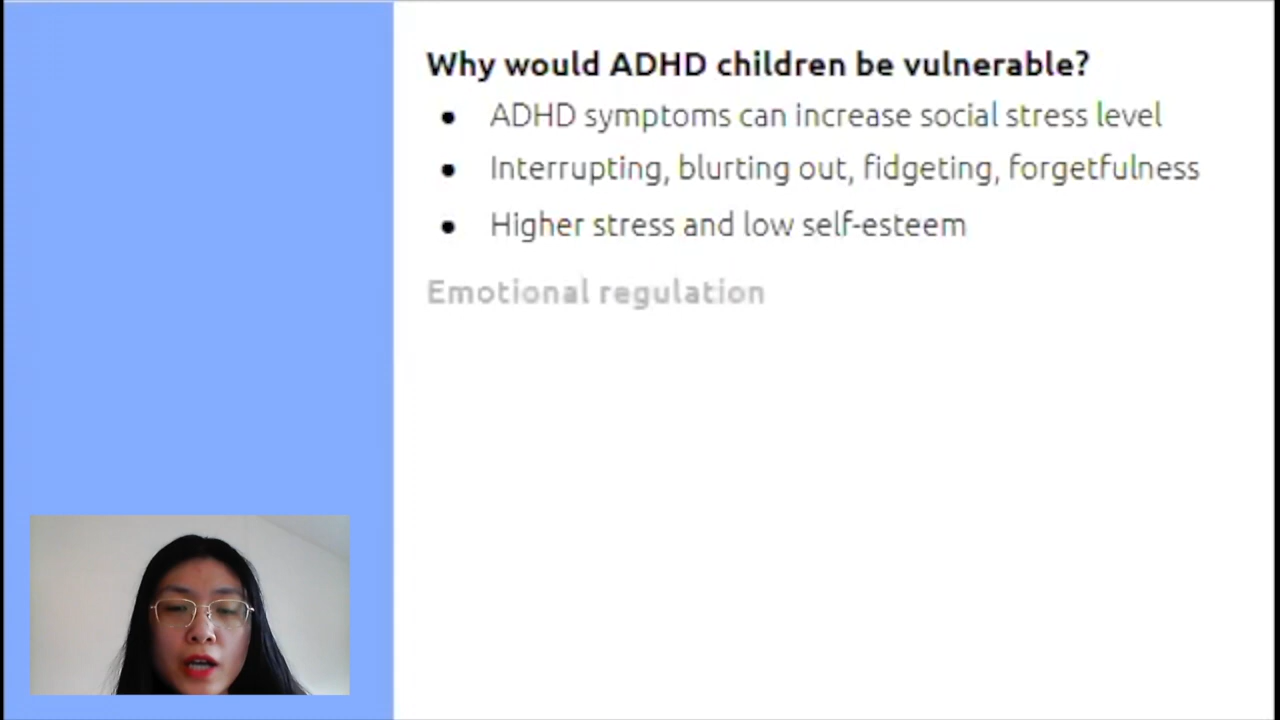 Why would ADHD children be vulnerable?
● ADHD symptoms can increase social stress level
● Interrupting, blurting out, fidgeting, forgetfulness
● Higher stress and low self-esteem
Emotional regulation